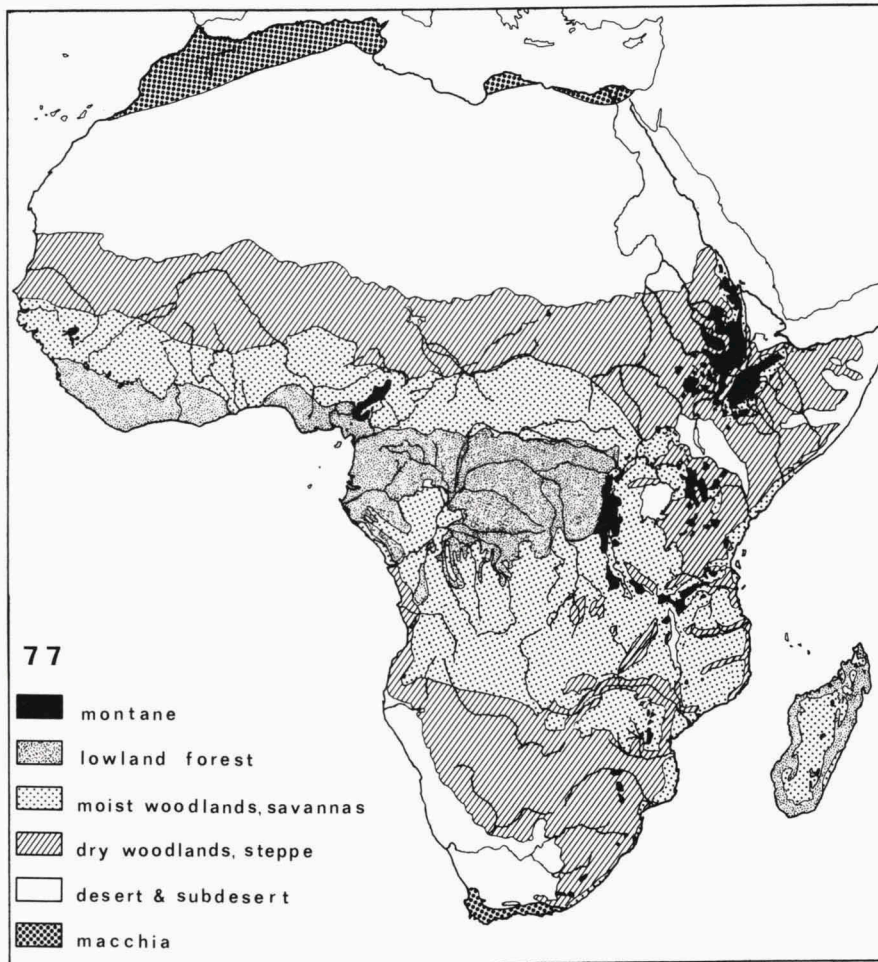 77
montane
lowland forest
moist woodlands, savannas
dry woodlands, steppe
desert & subdesert
macchia